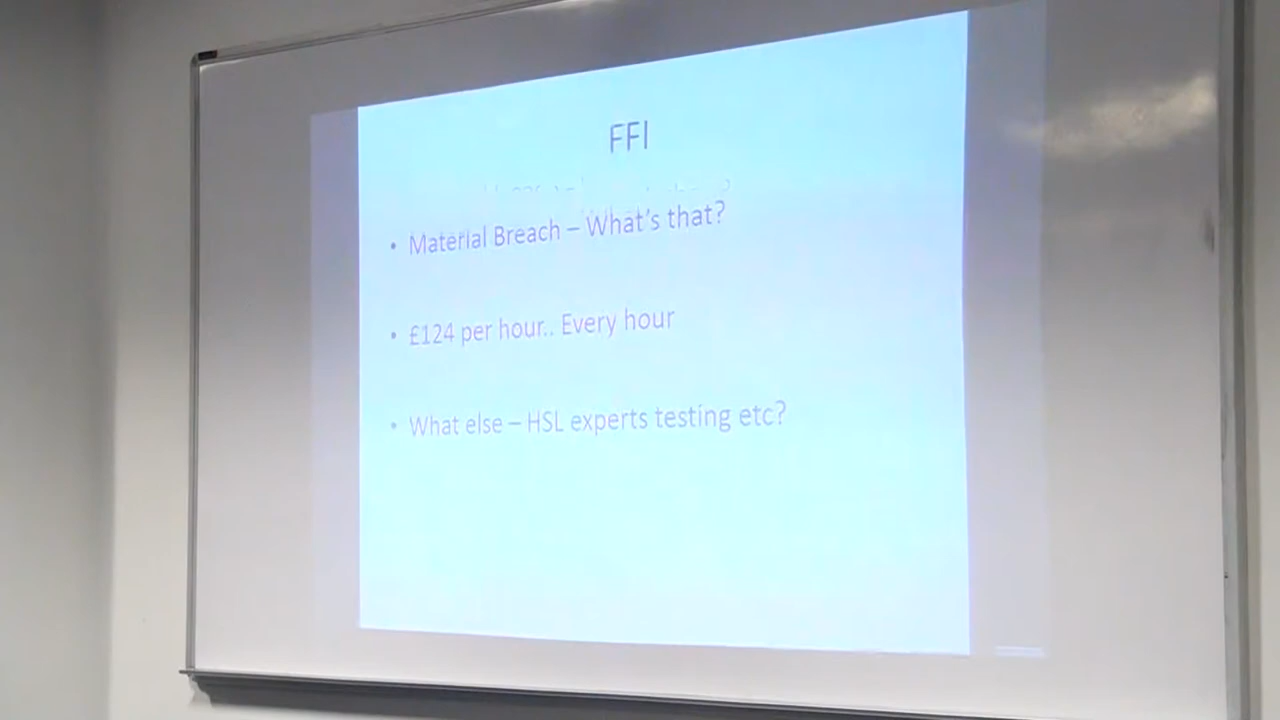 FFI
• Material Breach – What's that?
• £124 per hour.. Every hour
• What else – HSL experts testing etc?